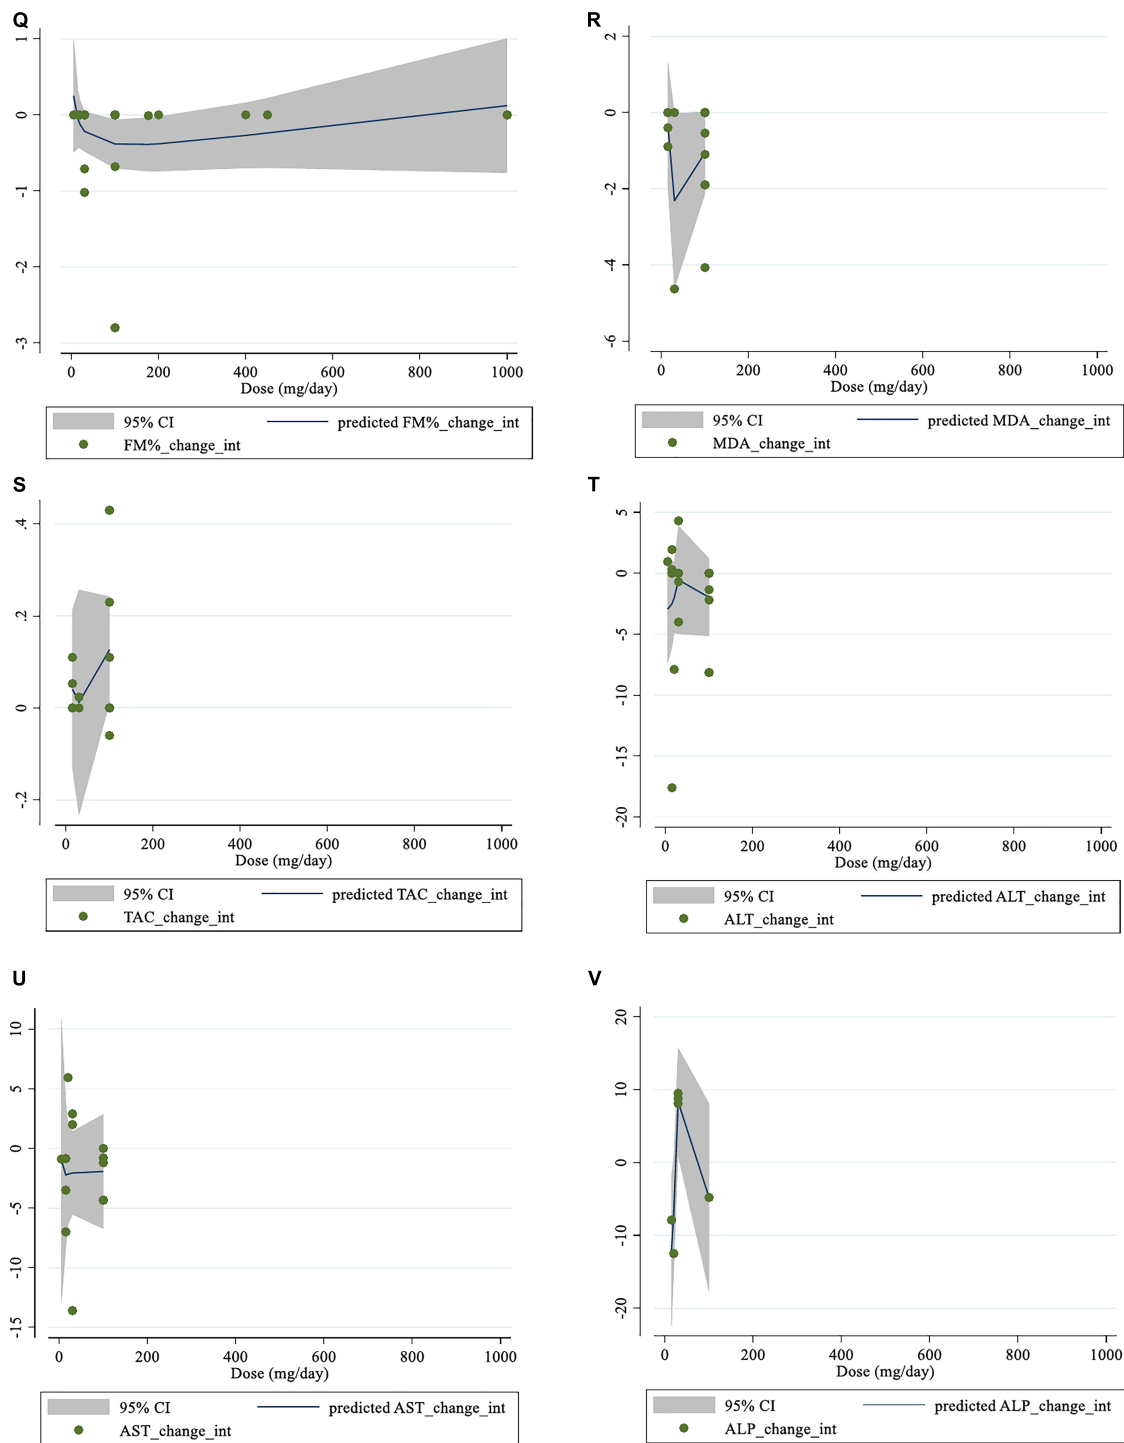 Q
1
0
-1
-2
-3
0 200 400 600 800 1000
Dose (mg/day)
95% CI predicted FM%_change_int
FM%_change_int
R
2
0
-2
-4
-6
0 200 400 600 800 1000
Dose (mg/day)
95% CI predicted MDA_change_int
MDA_change_int
S
.4
.2
0
-.2
0 200 400 600 800 1000
Dose (mg/day)
95% CI predicted TAC_change_int
TAC_change_int
T
5
0
-5
-10
-15
-20
0 200 400 600 800 1000
Dose (mg/day)
95% CI predicted ALT_change_int
ALT_change_int
U
10
5
0
-5
-10
-15
0 200 400 600 800 1000
Dose (mg/day)
95% CI predicted AST_change_int
AST_change_int
V
20
10
0
-10
-20
0 200 400 600 800 1000
Dose (mg/day)
95% CI predicted ALP_change_int
ALP_change_int